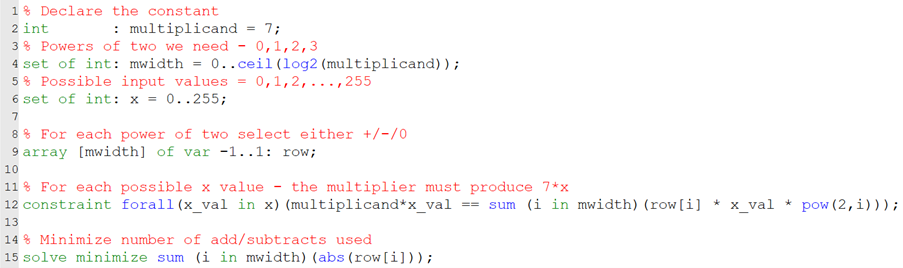 1 % Declare the constant
2 int        : multiplicand = 7;
3 % Powers of two we need - 0,1,2,3
4 set of int: mwidth = 0..ceil(log2(multiplicand));
5 % Possible input values = 0,1,2,...,255
6 set of int: x = 0..255;
7
8 % For each power of two select either +/-/0
9 array [mwidth] of var -1..1: row;
10
11 % For each possible x value - the multiplier must produce 7*x
12 constraint forall(x_val in x)(multiplicand*x_val == sum (i in mwidth)(row[i] * x_val * pow(2,i)));
13
14 % Minimize number of add/subtracts used
15 solve minimize sum (i in mwidth)(abs(row[i]));